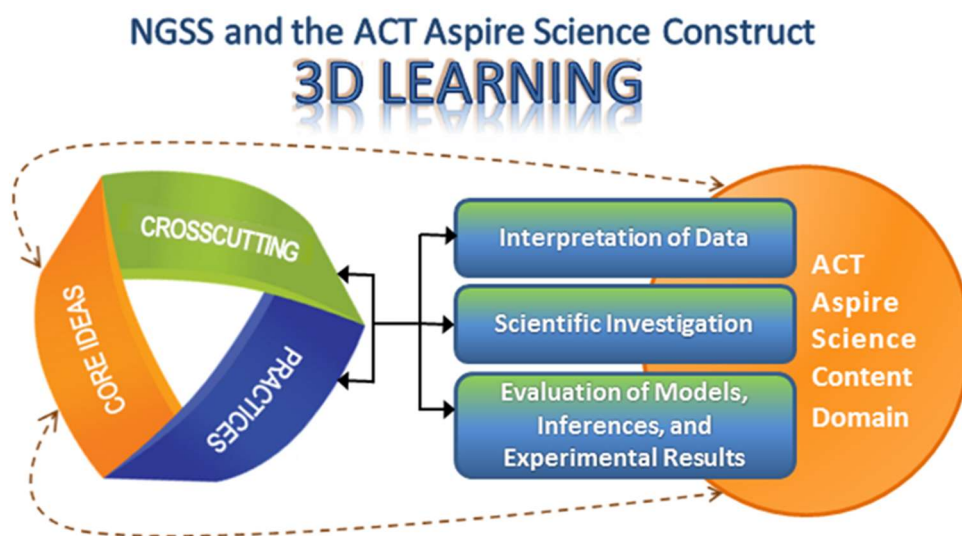 NGSS and the ACT Aspire Science Construct
3D LEARNING
CROSSCUTTING
CORE IDEAS
PRACTICES
Interpretation of Data
Scientific Investigation
Evaluation of Models,
Inferences, and
Experimental Results
ACT
Aspire
Science
Content
Domain